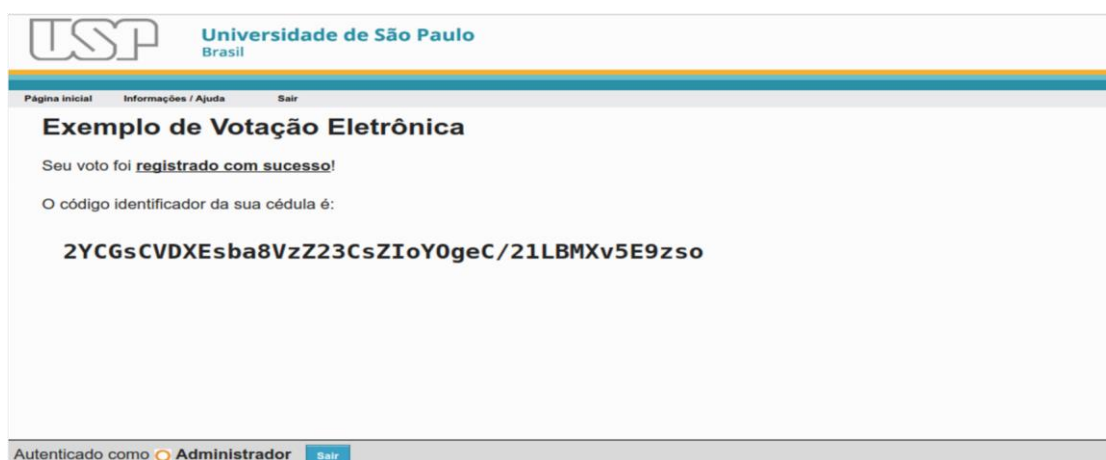 USP
Universidade de São Paulo
Brasil
Página inicial Informações / Ajuda Sair
Exemplo de Votação Eletrônica
Seu voto foi registrado com sucesso!
O código identificador da sua cédula é:
2YCGsCVDXEsba8VzZ23CsZIoYOgeC/21LBMXv5E9zso
Autenticado como Administrador Sair